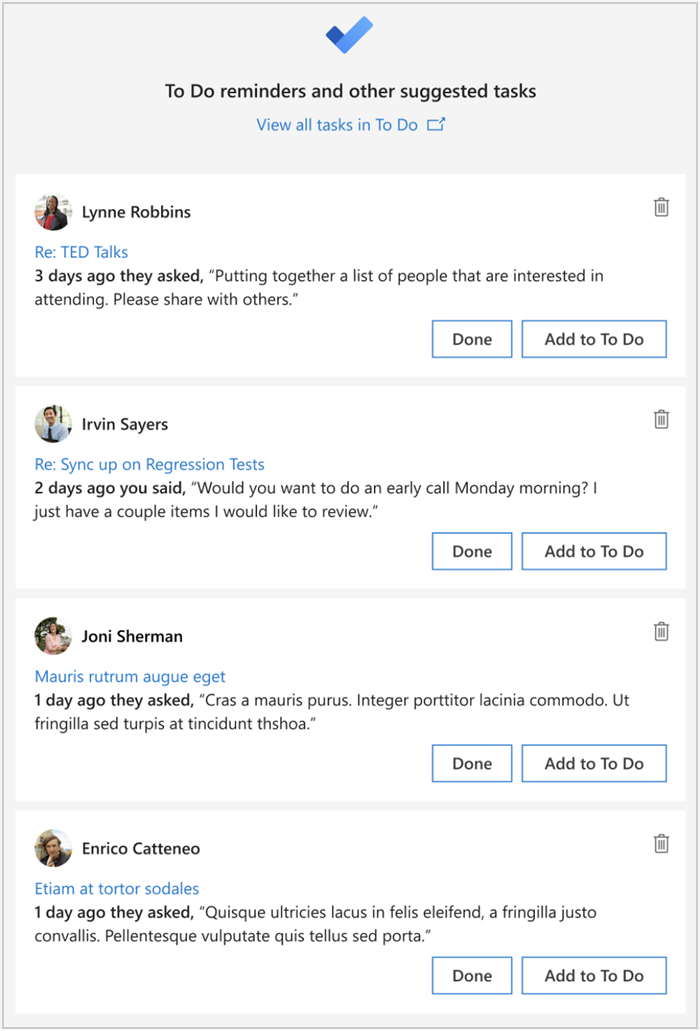 To Do reminders and other suggested tasks
View all tasks in To Do
Lynne Robbins
Re: TED Talks
3 days ago they asked, “Putting together a list of people that are interested in
attending. Please share with others.”
Done Add to To Do
Irvin Sayers
Re: Sync up on Regression Tests
2 days ago you said, “Would you want to do an early call Monday morning? I
just have a couple items I would like to review.”
Done Add to To Do
Joni Sherman
Mauris rutrum augue eget
1 day ago they asked, “Cras a mauris purus. Integer porttitor lacinia commodo. Ut
fringilla sed turpis at tincidunt thshoa.”
Done Add to To Do
Enrico Catteneo
Etiam at tortor sodales
1 day ago they asked, “Quisque ultricies lacus in felis eleifend, a fringilla justo
convallis. Pellentesque vulputate quis tellus sed porta.”
Done Add to To Do